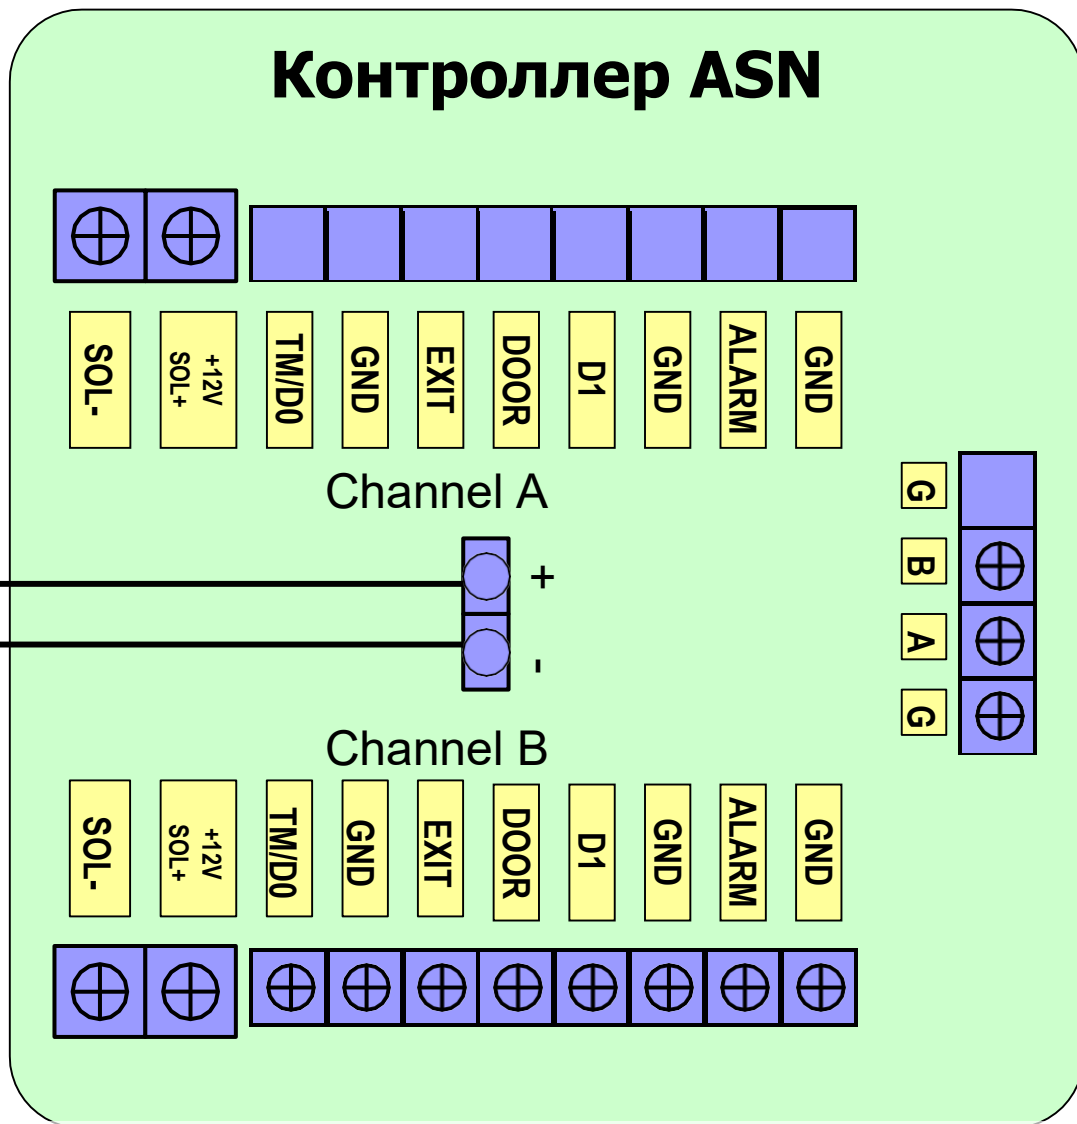 Контроллер ASN
SOL-
+12V
SOL+
TM/D0
GND
EXIT
DOOR
D1
GND
ALARM
GND
Channel A
G
+
B
A
-
G
Channel B
SOL-
+12V
SOL+
TM/D0
GND
EXIT
DOOR
D1
GND
ALARM
GND